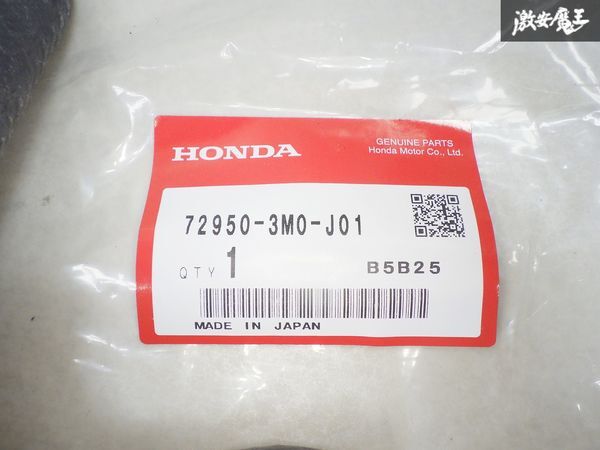 激安魔王
GENUINE PARTS
HONDA
Honda Motor Co., Ltd.
72950-3M0-J01
QTY 1
B5B25
MADE IN JAPAN